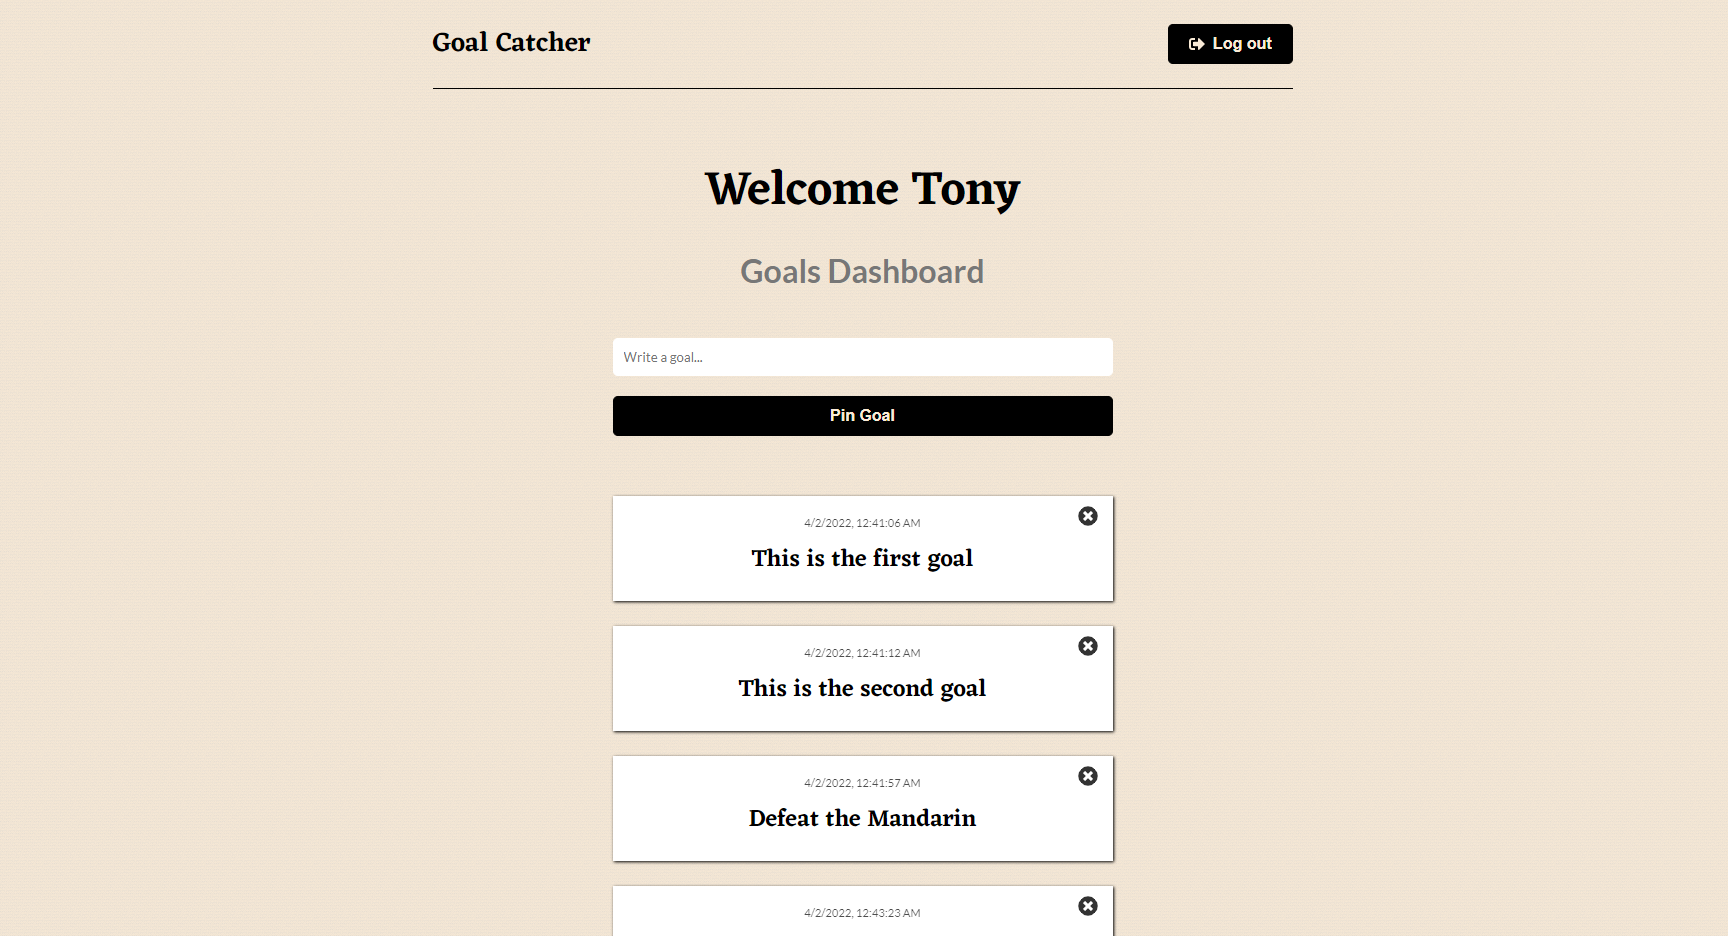 Goal Catcher
Log out
Welcome Tony
Goals Dashboard
Write a goal...
Pin Goal
4/2/2022, 12:41:06 AM
This is the first goal
4/2/2022, 12:41:12 AM
This is the second goal
4/2/2022, 12:41:57 AM
Defeat the Mandarin
4/2/2022, 12:43:23 AM